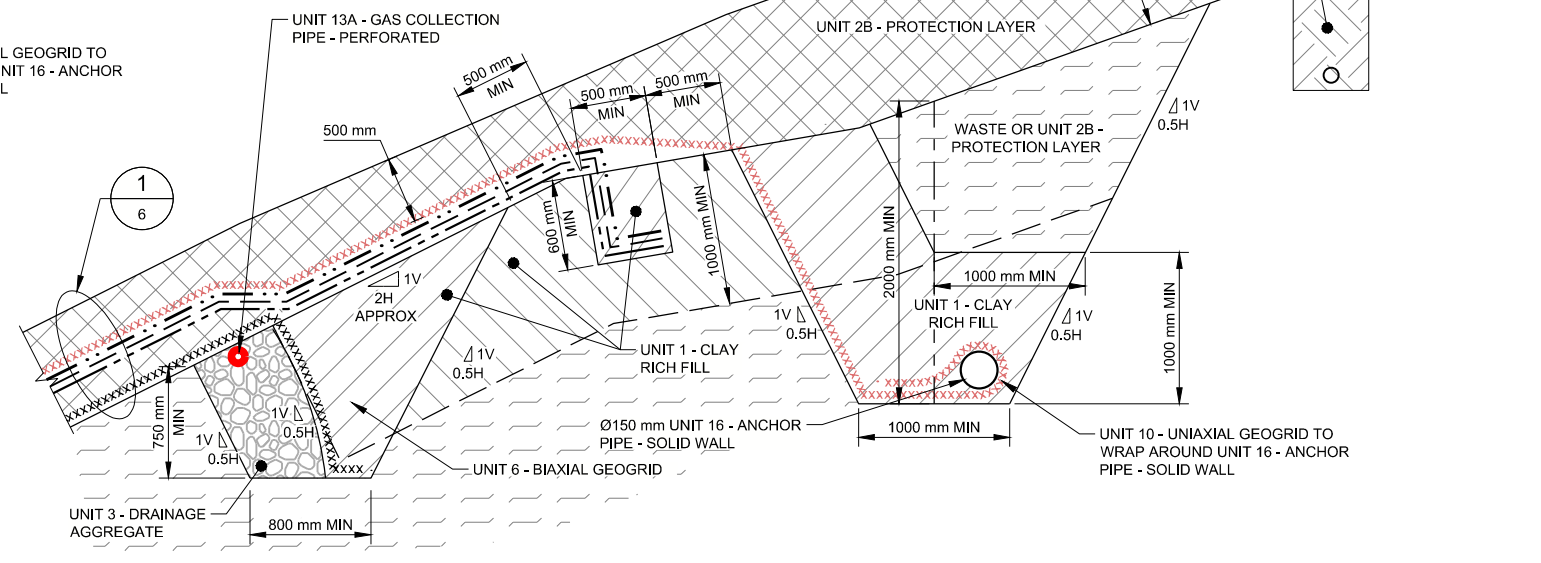 UNIT 13A - GAS COLLECTION
PIPE - PERFORATED
L GEOGRID TO
NIT 16 - ANCHOR
L
UNIT 2B - PROTECTION LAYER
500 mm
MIN
500 mm
MIN
500 mm
MIN
500 mm
1
6
WASTE OR UNIT 2B -
PROTECTION LAYER
1V
0.5H
600 mm
MIN
1000 mm MIN
2000 mm MIN
1V
2H
APPROX
1000 mm MIN
UNIT 1 - CLAY
RICH FILL
1V
0.5H
1V
0.5H
1000 mm MIN
1V
0.5H
UNIT 1 - CLAY
RICH FILL
750 mm
MIN
1V
0.5H
1V
0.5H
Ø150 mm UNIT 16 - ANCHOR
PIPE - SOLID WALL
1000 mm MIN
UNIT 10 - UNIAXIAL GEOGRID TO
WRAP AROUND UNIT 16 - ANCHOR
PIPE - SOLID WALL
UNIT 6 - BIAXIAL GEOGRID
UNIT 3 - DRAINAGE
AGGREGATE
800 mm MIN